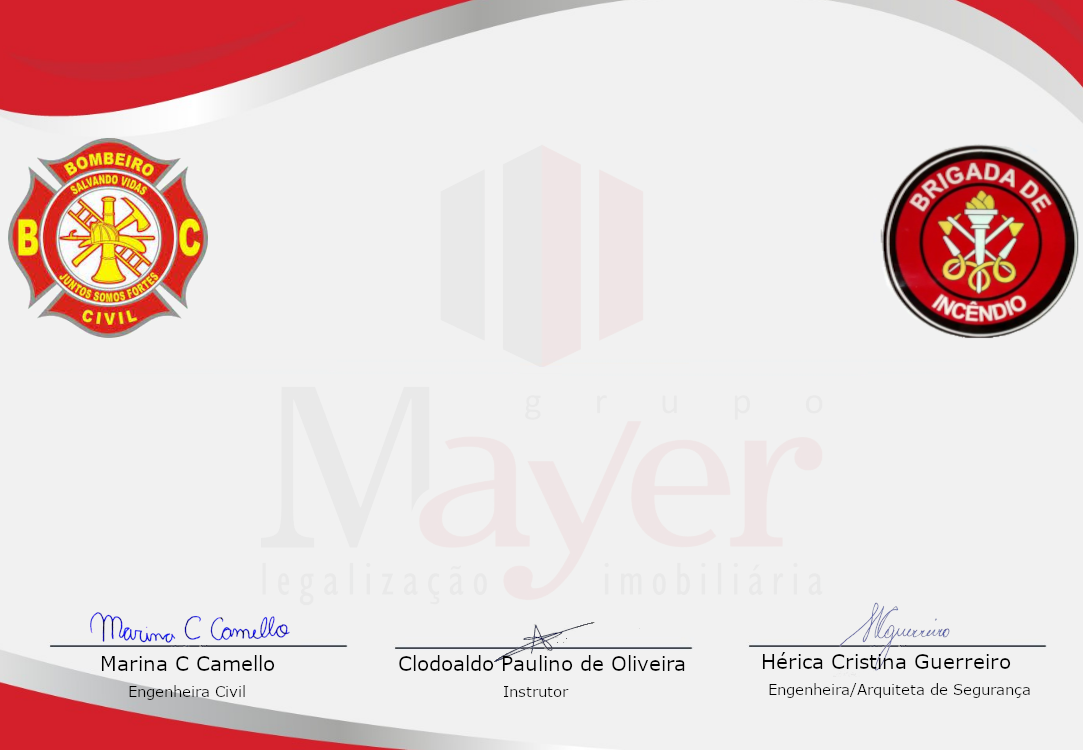 BOMBEIRO
SALVANDO VIDAS
B C
JUNTOS SOMOS FORTES
CIVIL
BRIGADA DE
INCÊNDIO
grupo
Mayer
legalização imobiliária
Marina C Camello
Marina C Camello
Engenheira Civil
Clodoaldo Paulino de Oliveira
Instrutor
HCguerreiro
Hérica Cristina Guerreiro
Engenheira/Arquiteta de Segurança